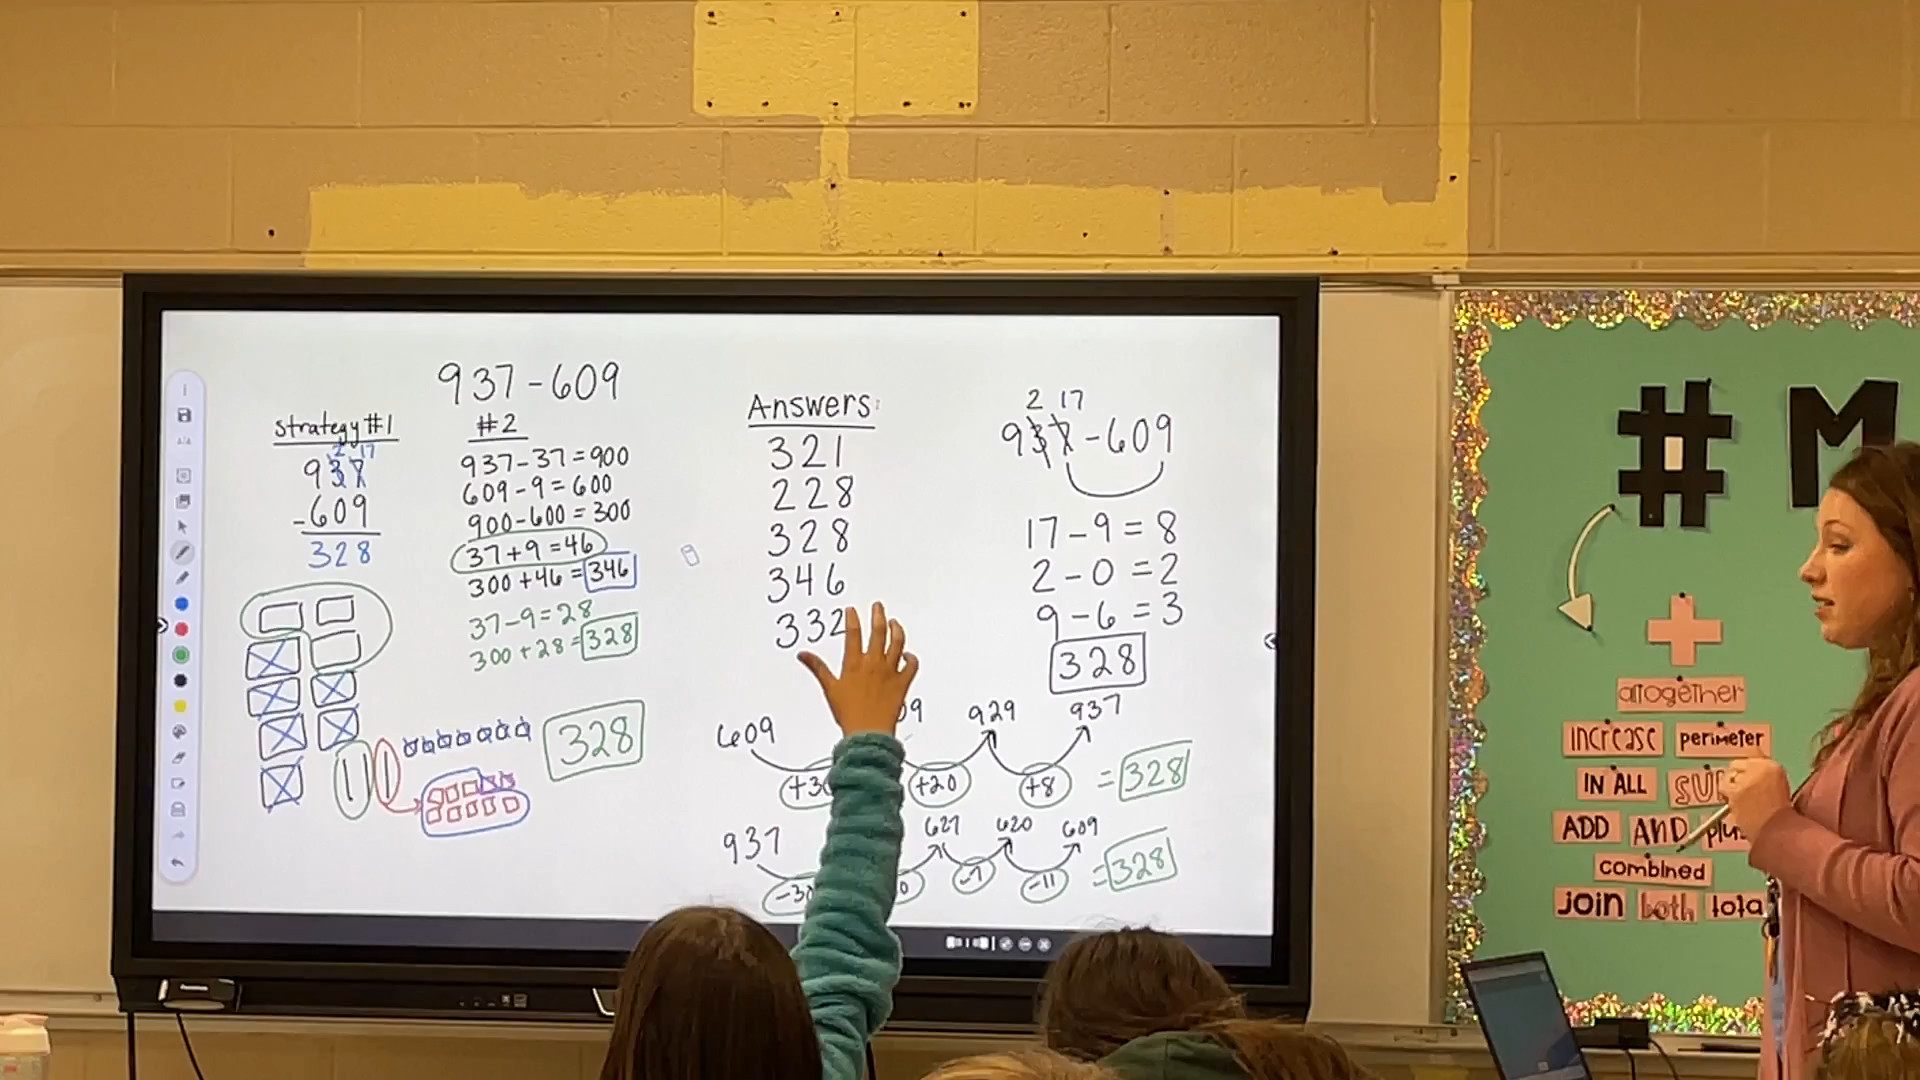 937-609
Strategy #1
2 17
937
-609
328
#2
937-37=900
609-9=600
900-600=300
37+9=46
300+46=346
37-9=28
300+28=328
328
Answers:
321
228
328
346
332
2 17
937-609
17-9=8
2-0=2
9-6=3
328
609 929 937
+20 +8 =328
937 627 620 609
-7 -11 =328
#M
+
altogether
increase perimeter
IN ALL
ADD AND
combined
join both